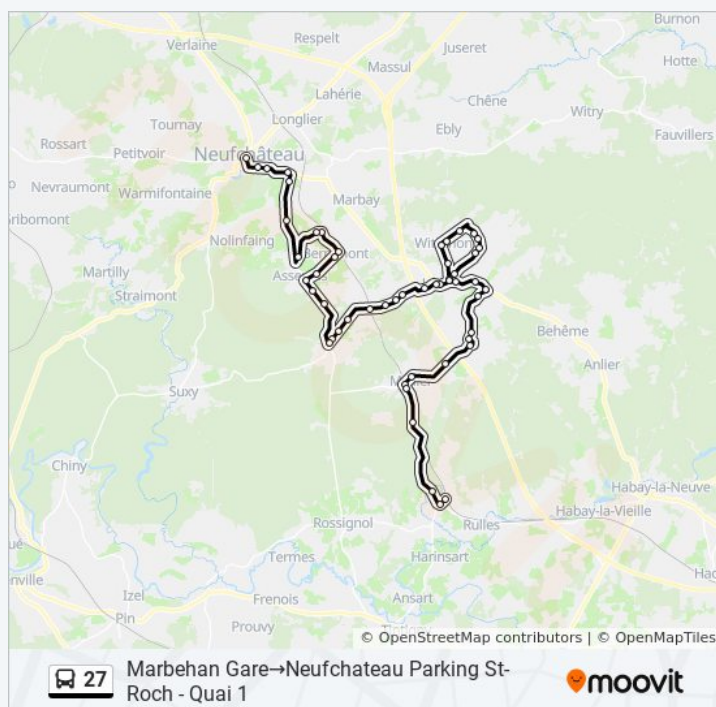 Burnon
Verlaine
Respelt
Juseret
Hotte
Massul
Lahérie
Chêne
Tournay
Longlier
Witry
Ebly
Fauvillers
Rossart
Petitvoir
Neufchâteau
Nevraumont
Warmifontaine
Marbay
Nolinfaing
Martilly
Straimont
Behême
Anlier
Suxy
Chiny
Habay-la-Neuve
Habay-la-Vieille
Rossignol
Rulles
Termes
Harinsart
Izel
Frenois
Ansart
Pin
Prouvy
© OpenStreetMap contributors | © OpenMapTiles
27
Marbehan Gare→Neufchateau Parking St-
Roch - Quai 1
moovit